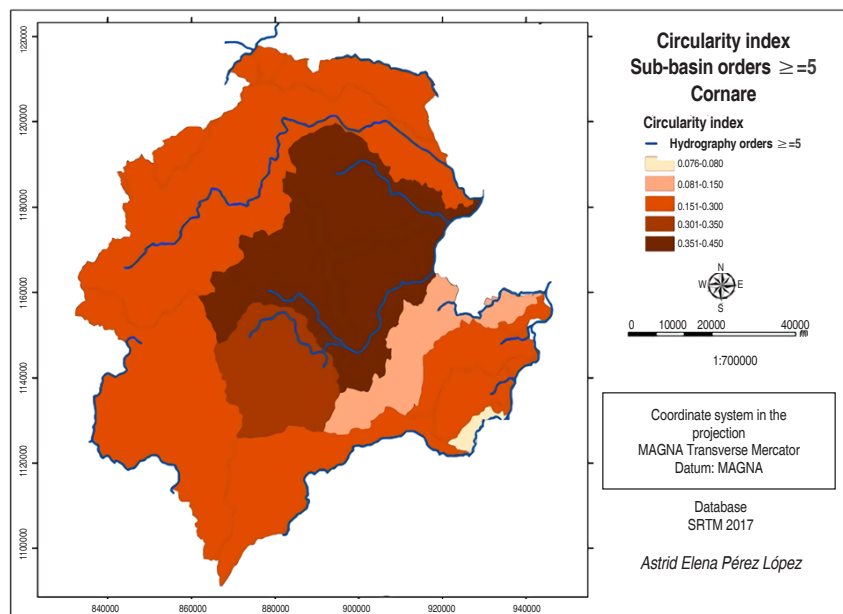 Circularity index
Sub-basin orders ≥=5
Cornare
Circularity index
Hydrography orders ≥=5
0.076-0.080
0.081-0.150
0.151-0.300
0.301-0.350
0.351-0.450
N
W E
S
0 10000 20000 40000
1:700000
Coordinate system in the
projection
MAGNA Transverse Mercator
Datum: MAGNA
Database
SRTM 2017
Astrid Elena Pérez López
1220000
1200000
1180000
1160000
1140000
1120000
1100000
840000 860000 880000 900000 920000 940000